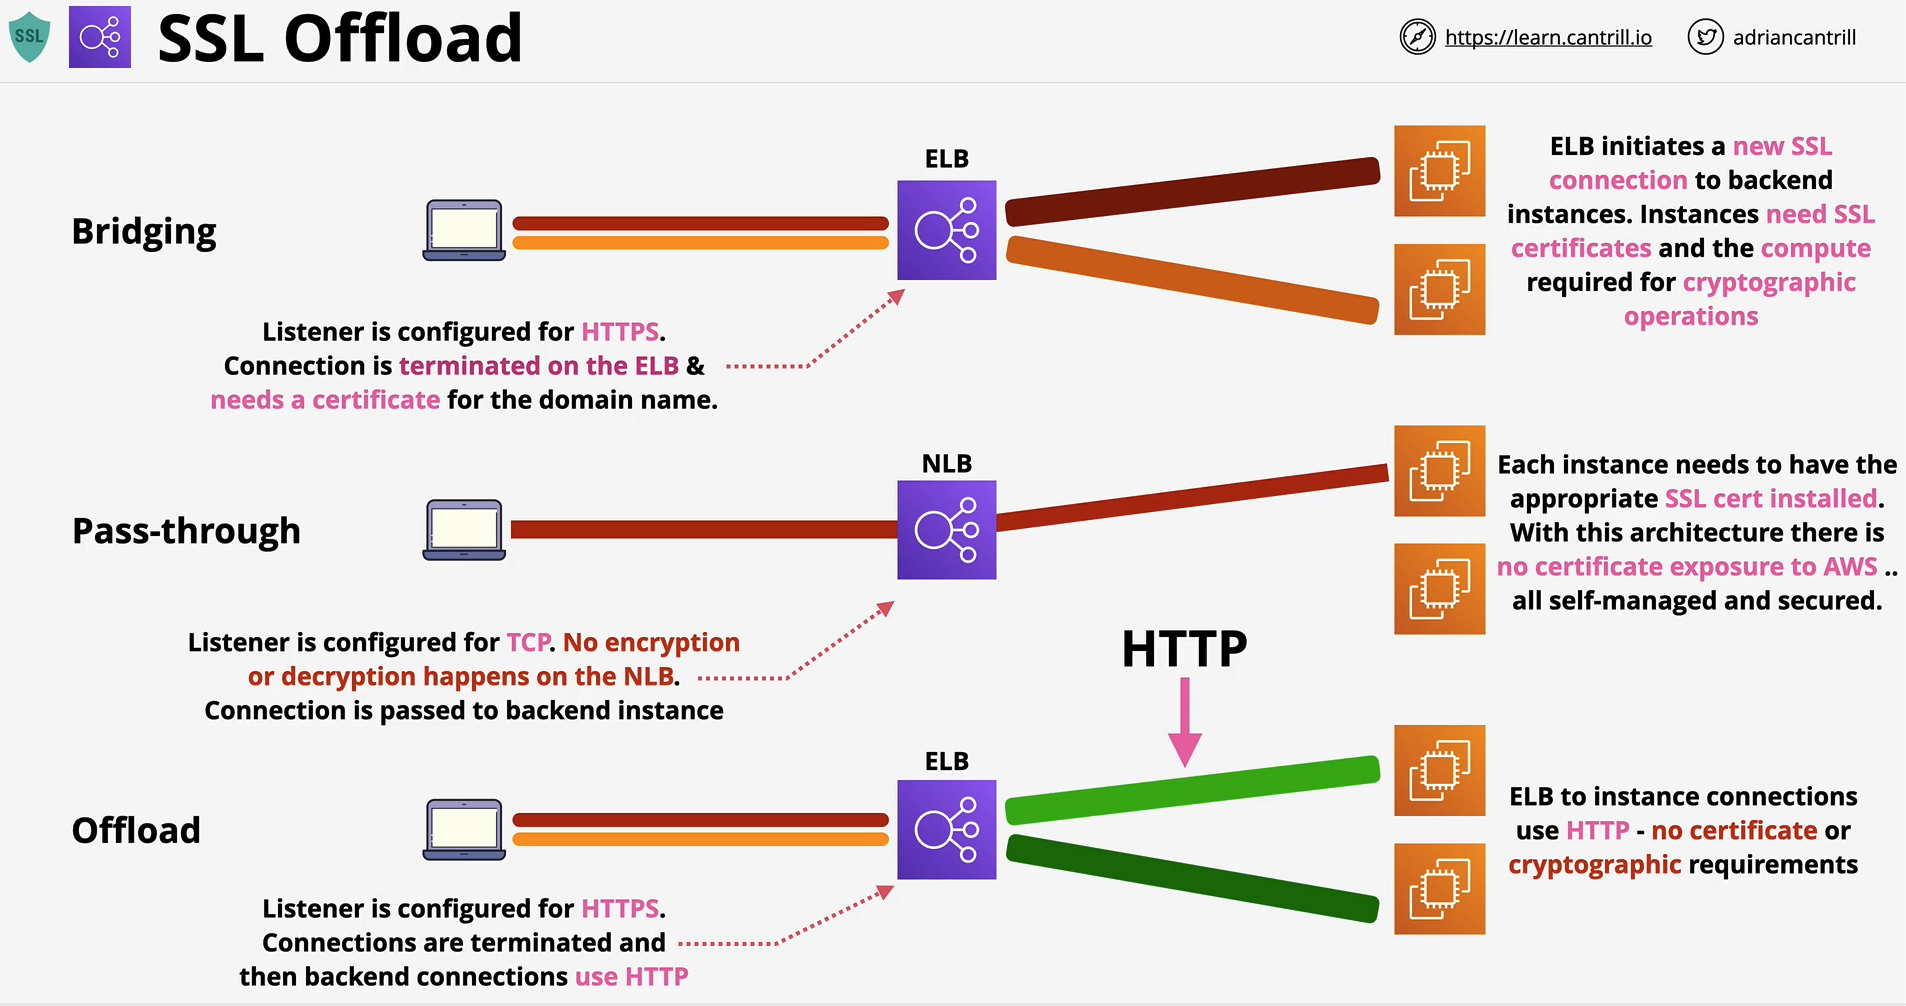 SSL
SSL Offload
https://learn.cantrill.io
adriancantrill
Bridging
ELB
Listener is configured for HTTPS.
Connection is terminated on the ELB &
needs a certificate for the domain name.
ELB initiates a new SSL
connection to backend
instances. Instances need SSL
certificates and the compute
required for cryptographic
operations
Pass-through
NLB
Listener is configured for TCP. No encryption
or decryption happens on the NLB.
Connection is passed to backend instance
Each instance needs to have the
appropriate SSL cert installed.
With this architecture there is
no certificate exposure to AWS ..
all self-managed and secured.
HTTP
Offload
ELB
Listener is configured for HTTPS.
Connections are terminated and
then backend connections use HTTP
ELB to instance connections
use HTTP - no certificate or
cryptographic requirements